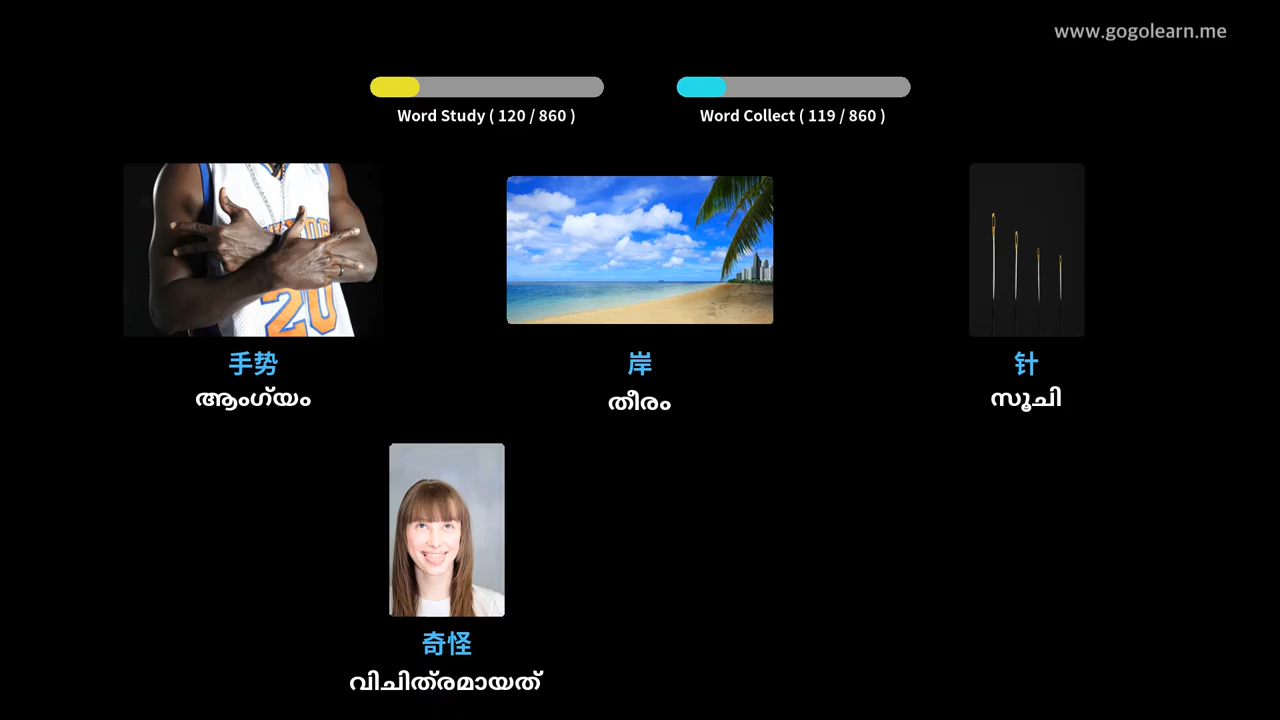 www.gogolearn.me
Word Study ( 120 / 860 )
Word Collect ( 119 / 860 )
20
手势
ആംഗ്യം
岸
തീരം
针
സൂചി
奇怪
വിചിത്രമായത്